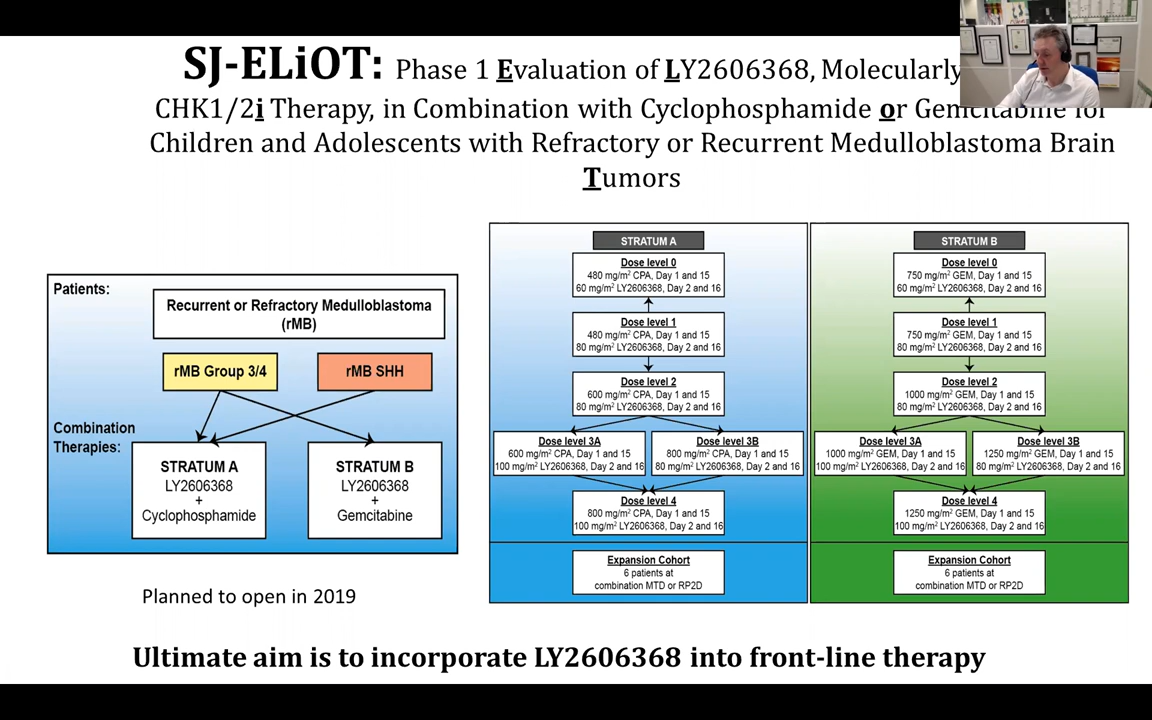 SJ-ELiOT: Phase 1 Evaluation of LY2606368, Molecularly
CHK1/2i Therapy, in Combination with Cyclophosphamide or Gemcitabine for
Children and Adolescents with Refractory or Recurrent Medulloblastoma Brain
Tumors
Patients:
Recurrent or Refractory Medulloblastoma
(rMB)
rMB Group 3/4
rMB SHH
Combination
Therapies:
STRATUM A
LY2606368
+
Cyclophosphamide
STRATUM B
LY2606368
+
Gemcitabine
Planned to open in 2019
STRATUM A
Dose level 0
480 mg/m² CPA, Day 1 and 15
60 mg/m² LY2606368, Day 2 and 16
Dose level 1
480 mg/m² CPA, Day 1 and 15
80 mg/m² LY2606368, Day 2 and 16
Dose level 2
600 mg/m² CPA, Day 1 and 15
80 mg/m² LY2606368, Day 2 and 16
Dose level 3A
600 mg/m² CPA, Day 1 and 15
100 mg/m² LY2606368, Day 2 and 16
Dose level 3B
800 mg/m² CPA, Day 1 and 15
80 mg/m² LY2606368, Day 2 and 16
Dose level 4
800 mg/m² CPA, Day 1 and 15
100 mg/m² LY2606368, Day 2 and 16
Expansion Cohort
6 patients at
combination MTD or RP2D
STRATUM B
Dose level 0
750 mg/m² GEM, Day 1 and 15
60 mg/m² LY2606368, Day 2 and 16
Dose level 1
750 mg/m² GEM, Day 1 and 15
80 mg/m² LY2606368, Day 2 and 16
Dose level 2
1000 mg/m² GEM, Day 1 and 15
80 mg/m² LY2606368, Day 2 and 16
Dose level 3A
1000 mg/m² GEM, Day 1 and 15
100 mg/m² LY2606368, Day 2 and 16
Dose level 3B
1250 mg/m² GEM, Day 1 and 15
80 mg/m² LY2606368, Day 2 and 16
Dose level 4
1250 mg/m² GEM, Day 1 and 15
100 mg/m² LY2606368, Day 2 and 16
Expansion Cohort
6 patients at
combination MTD or RP2D
Ultimate aim is to incorporate LY2606368 into front-line therapy